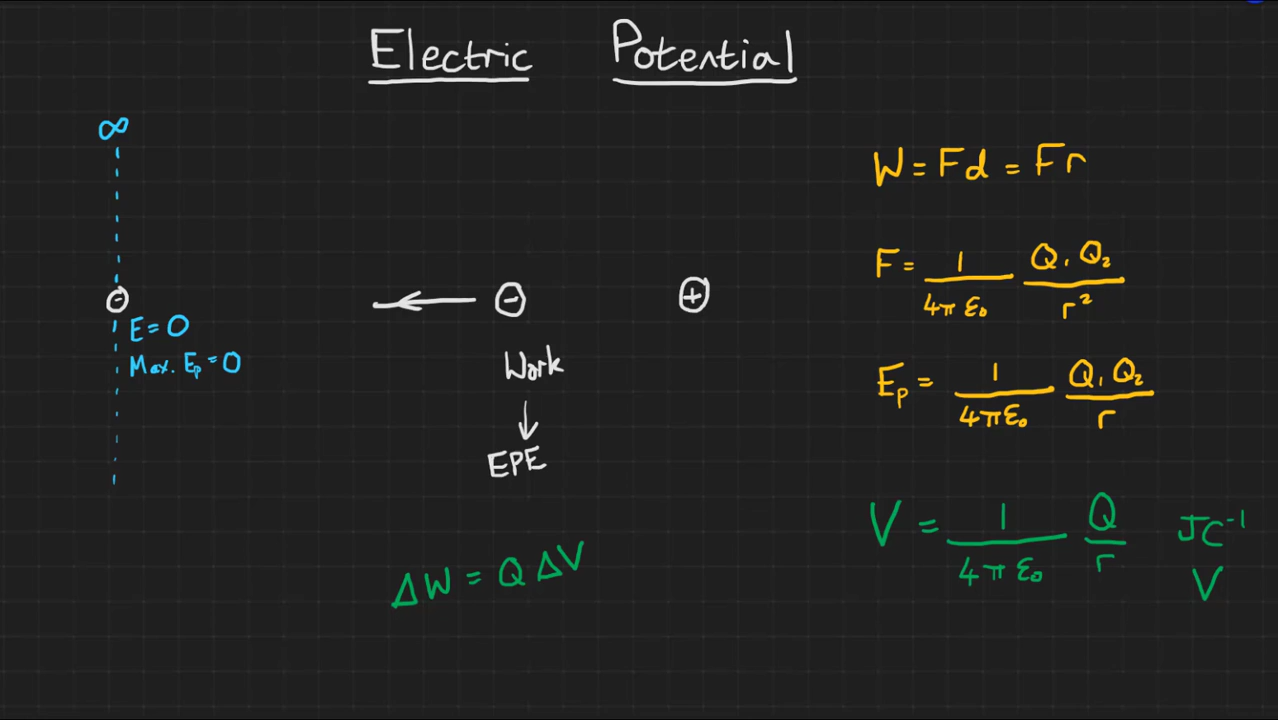 Electric Potential
∞
W = Fd = Fr
F = 1/4πε₀ Q₁Q₂/r²
⊖ ⊖ ⊕
E = 0
Max. Eₚ = 0
Work
↓
EPE
Eₚ = 1/4πε₀ Q₁Q₂/r
V = 1/4πε₀ Q/r JC⁻¹
V
ΔW = QΔV